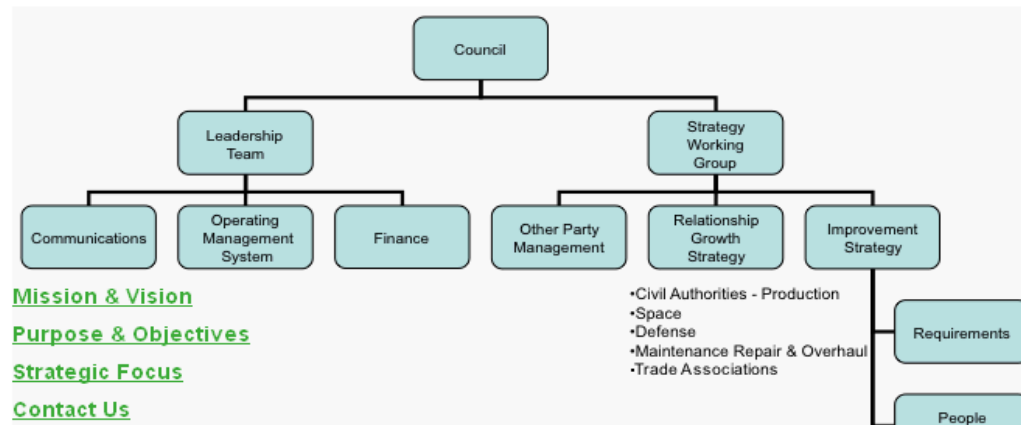 Council
Leadership
Team
Strategy
Working
Group
Communications
Operating
Management
System
Finance
Other Party
Management
Relationship
Growth
Strategy
Improvement
Strategy
Mission & Vision
Purpose & Objectives
Strategic Focus
Contact Us
•Civil Authorities - Production
•Space
•Defense
•Maintenance Repair & Overhaul
•Trade Associations
Requirements
People